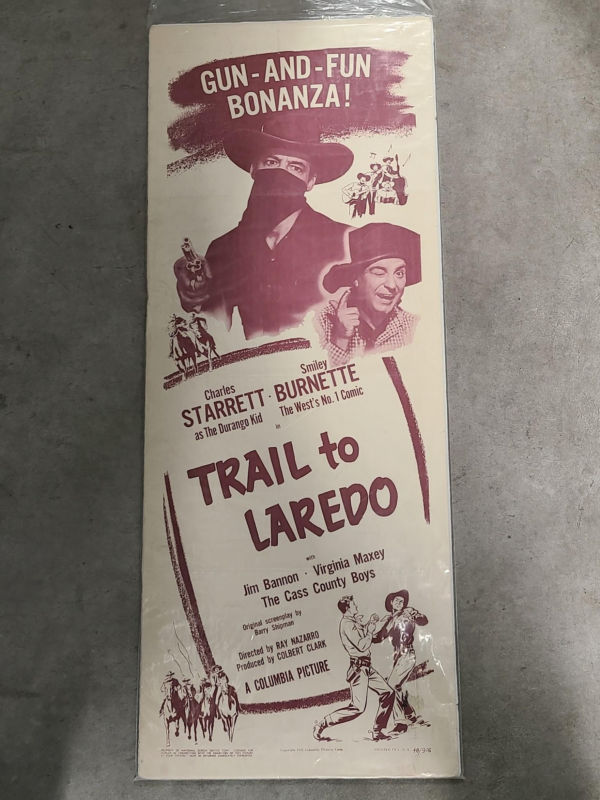 GUN-AND-FUN
BONANZA!
Charles
STARRETT
as The Durango Kid
Smiley
BURNETTE
The West's No. 1 Comic
in
TRAIL to
LAREDO
with
Jim Bannon · Virginia Maxey
The Cass County Boys
Original screenplay by
Barry Shipman
Directed by RAY NAZARRO
Produced by COLBERT CLARK
A COLUMBIA PICTURE